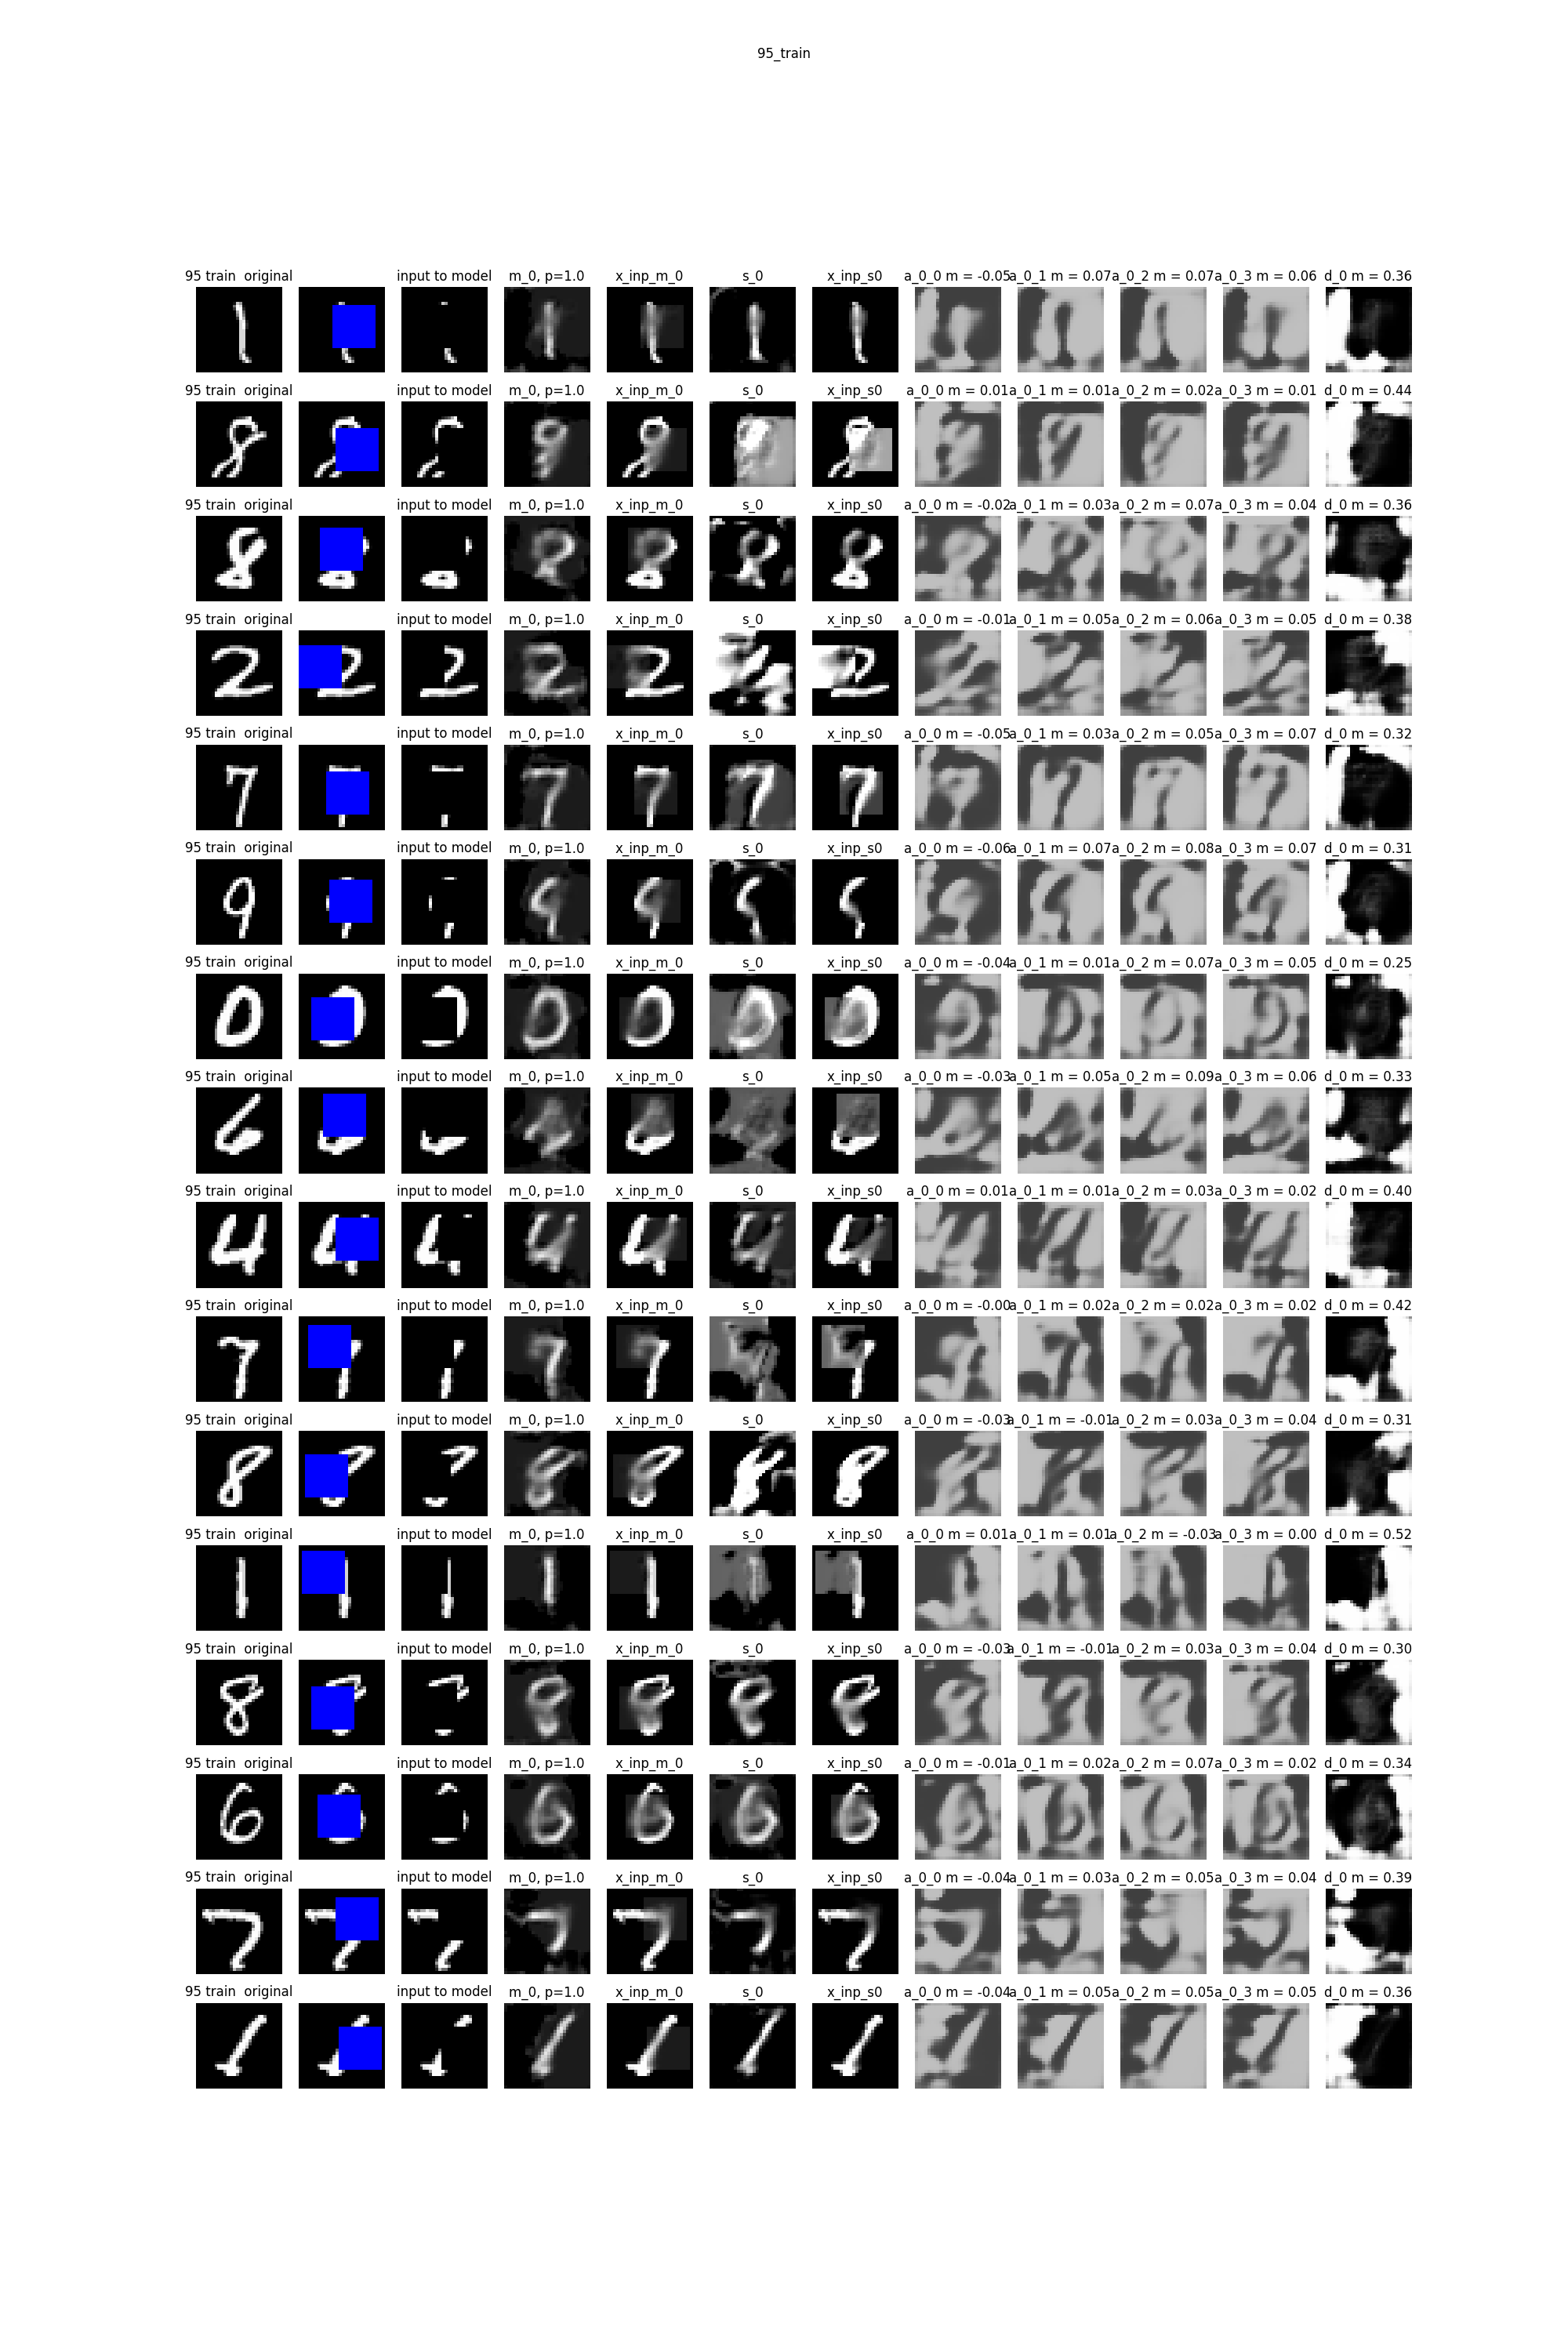 95_train
95 train original input to model m_0, p=1.0 x_inp_m_0 s_0 x_inp_s0 a_0_0 m = -0.05 a_0_1 m = 0.07 a_0_2 m = 0.07 a_0_3 m = 0.06 d_0 m = 0.36
95 train original input to model m_0, p=1.0 x_inp_m_0 s_0 x_inp_s0 a_0_0 m = 0.01 a_0_1 m = 0.01 a_0_2 m = 0.02 a_0_3 m = 0.01 d_0 m = 0.44
95 train original input to model m_0, p=1.0 x_inp_m_0 s_0 x_inp_s0 a_0_0 m = -0.02 a_0_1 m = 0.03 a_0_2 m = 0.07 a_0_3 m = 0.04 d_0 m = 0.36
95 train original input to model m_0, p=1.0 x_inp_m_0 s_0 x_inp_s0 a_0_0 m = -0.01 a_0_1 m = 0.05 a_0_2 m = 0.06 a_0_3 m = 0.05 d_0 m = 0.38
95 train original input to model m_0, p=1.0 x_inp_m_0 s_0 x_inp_s0 a_0_0 m = -0.05 a_0_1 m = 0.03 a_0_2 m = 0.05 a_0_3 m = 0.07 d_0 m = 0.32
95 train original input to model m_0, p=1.0 x_inp_m_0 s_0 x_inp_s0 a_0_0 m = -0.06 a_0_1 m = 0.07 a_0_2 m = 0.08 a_0_3 m = 0.07 d_0 m = 0.31
95 train original input to model m_0, p=1.0 x_inp_m_0 s_0 x_inp_s0 a_0_0 m = -0.04 a_0_1 m = 0.01 a_0_2 m = 0.07 a_0_3 m = 0.05 d_0 m = 0.25
95 train original input to model m_0, p=1.0 x_inp_m_0 s_0 x_inp_s0 a_0_0 m = -0.03 a_0_1 m = 0.05 a_0_2 m = 0.09 a_0_3 m = 0.06 d_0 m = 0.33
95 train original input to model m_0, p=1.0 x_inp_m_0 s_0 x_inp_s0 a_0_0 m = 0.01 a_0_1 m = 0.01 a_0_2 m = 0.03 a_0_3 m = 0.02 d_0 m = 0.40
95 train original input to model m_0, p=1.0 x_inp_m_0 s_0 x_inp_s0 a_0_0 m = -0.00 a_0_1 m = 0.02 a_0_2 m = 0.02 a_0_3 m = 0.02 d_0 m = 0.42
95 train original input to model m_0, p=1.0 x_inp_m_0 s_0 x_inp_s0 a_0_0 m = -0.03 a_0_1 m = -0.01 a_0_2 m = 0.03 a_0_3 m = 0.04 d_0 m = 0.31
95 train original input to model m_0, p=1.0 x_inp_m_0 s_0 x_inp_s0 a_0_0 m = 0.01 a_0_1 m = 0.01 a_0_2 m = -0.03 a_0_3 m = 0.00 d_0 m = 0.52
95 train original input to model m_0, p=1.0 x_inp_m_0 s_0 x_inp_s0 a_0_0 m = -0.03 a_0_1 m = -0.01 a_0_2 m = 0.03 a_0_3 m = 0.04 d_0 m = 0.30
95 train original input to model m_0, p=1.0 x_inp_m_0 s_0 x_inp_s0 a_0_0 m = -0.01 a_0_1 m = 0.02 a_0_2 m = 0.07 a_0_3 m = 0.02 d_0 m = 0.34
95 train original input to model m_0, p=1.0 x_inp_m_0 s_0 x_inp_s0 a_0_0 m = -0.04 a_0_1 m = 0.03 a_0_2 m = 0.05 a_0_3 m = 0.04 d_0 m = 0.39
95 train original input to model m_0, p=1.0 x_inp_m_0 s_0 x_inp_s0 a_0_0 m = -0.04 a_0_1 m = 0.05 a_0_2 m = 0.05 a_0_3 m = 0.05 d_0 m = 0.36